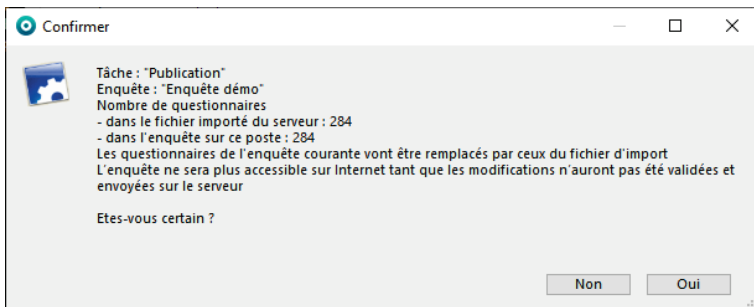 Confirmer
Tâche : "Publication"
Enquête : "Enquête démo"
Nombre de questionnaires
- dans le fichier importé du serveur : 284
- dans l'enquête sur ce poste : 284
Les questionnaires de l'enquête courante vont être remplacés par ceux du fichier d'import
L'enquête ne sera plus accessible sur Internet tant que les modifications n'auront pas été validées et
envoyées sur le serveur
Etes-vous certain ?
Non
Oui